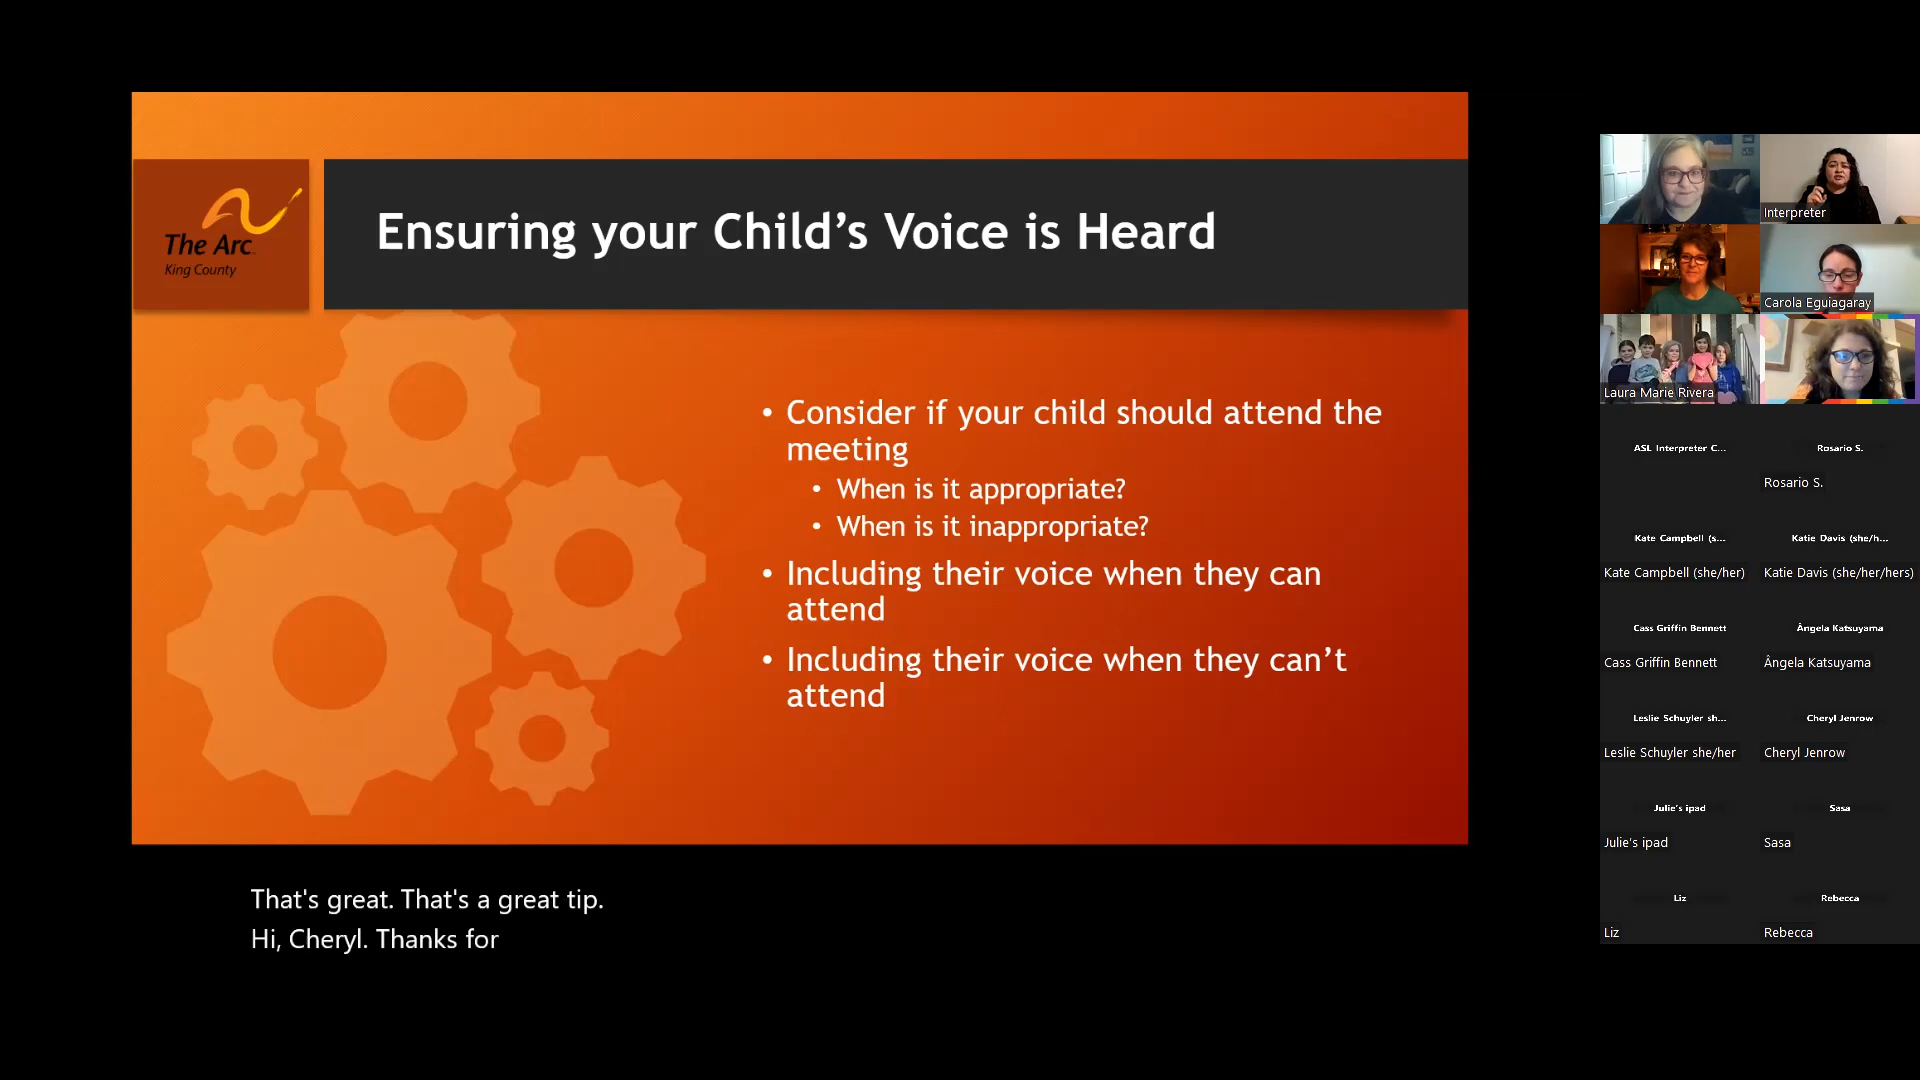 The Arc
King County
Ensuring your Child's Voice is Heard
• Consider if your child should attend the
meeting
• When is it appropriate?
• When is it inappropriate?
• Including their voice when they can
attend
• Including their voice when they can't
attend
That's great. That's a great tip.
Hi, Cheryl. Thanks for
Interpreter
Carola Eguiagaray
Laura Marie Rivera
ASL Interpreter C...
Rosario S.
Rosario S.
Kate Campbell (s...
Katie Davis (she/h...
Kate Campbell (she/her)
Katie Davis (she/her/hers)
Cass Griffin Bennett
Ângela Katsuyama
Cass Griffin Bennett
Ângela Katsuyama
Leslie Schuyler sh...
Cheryl Jenrow
Leslie Schuyler she/her
Cheryl Jenrow
Julie's ipad
Sasa
Julie's ipad
Sasa
Liz
Rebecca
Liz
Rebecca